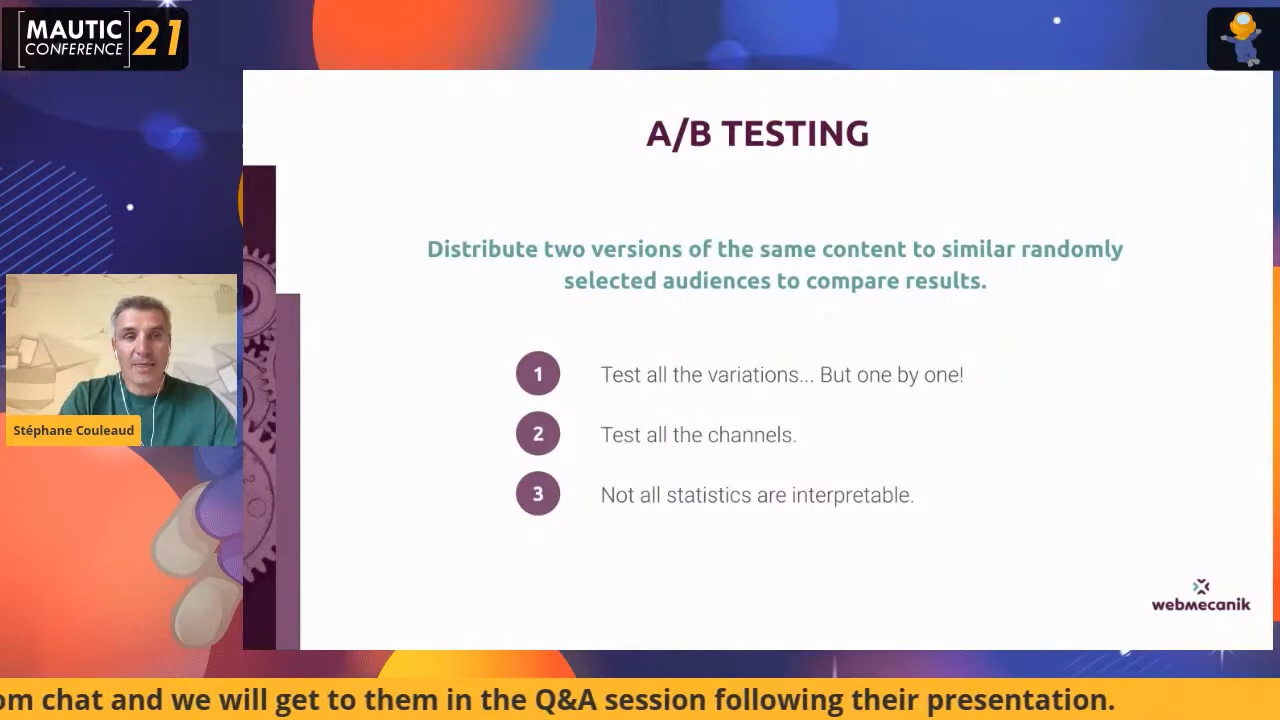 MAUTIC
CONFERENCE
21
A/B TESTING
Distribute two versions of the same content to similar randomly
selected audiences to compare results.
1 Test all the variations... But one by one!
2 Test all the channels.
3 Not all statistics are interpretable.
Stéphane Couleaud
webmecanik
om chat and we will get to them in the Q&A session following their presentation.